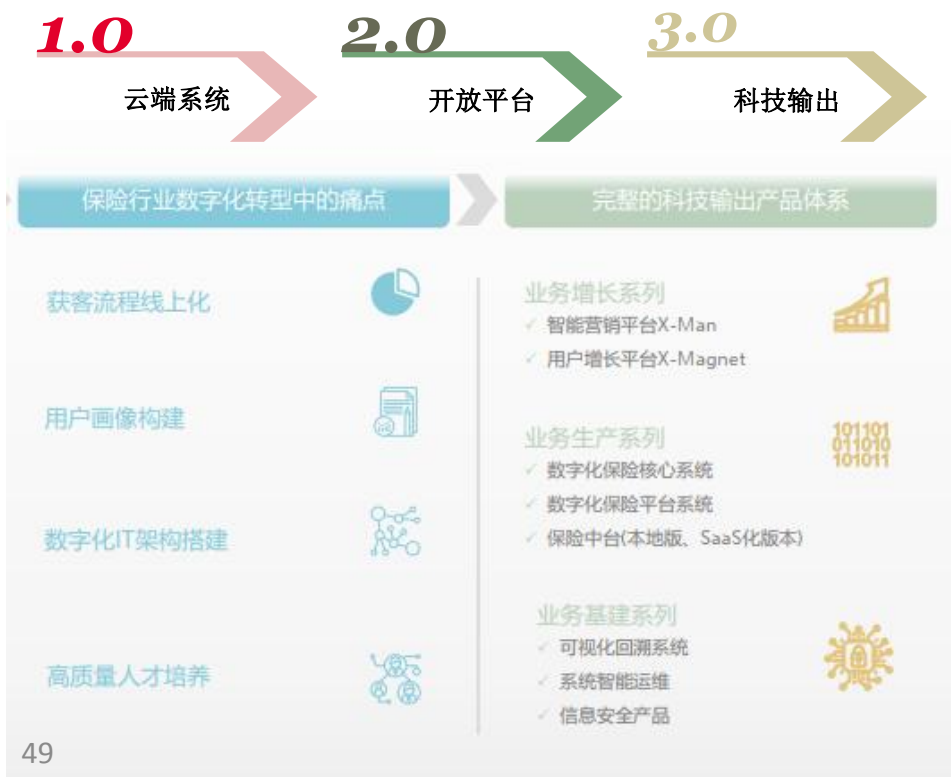 1.0
2.0
3.0
云端系统
开放平台
科技输出
保险行业数字化转型中的痛点
完整的科技输出产品体系
获客流程线上化
用户画像构建
数字化IT架构搭建
高质量人才培养
业务增长系列
✓ 智能营销平台X-Man
✓ 用户增长平台X-Magnet
业务生产系列
✓ 数字化保险核心系统
✓ 数字化保险平台系统
✓ 保险中台(本地版、SaaS化版本)
业务基建系列
✓ 可视化回溯系统
✓ 系统智能运维
✓ 信息安全产品
101101
011010
101011
49